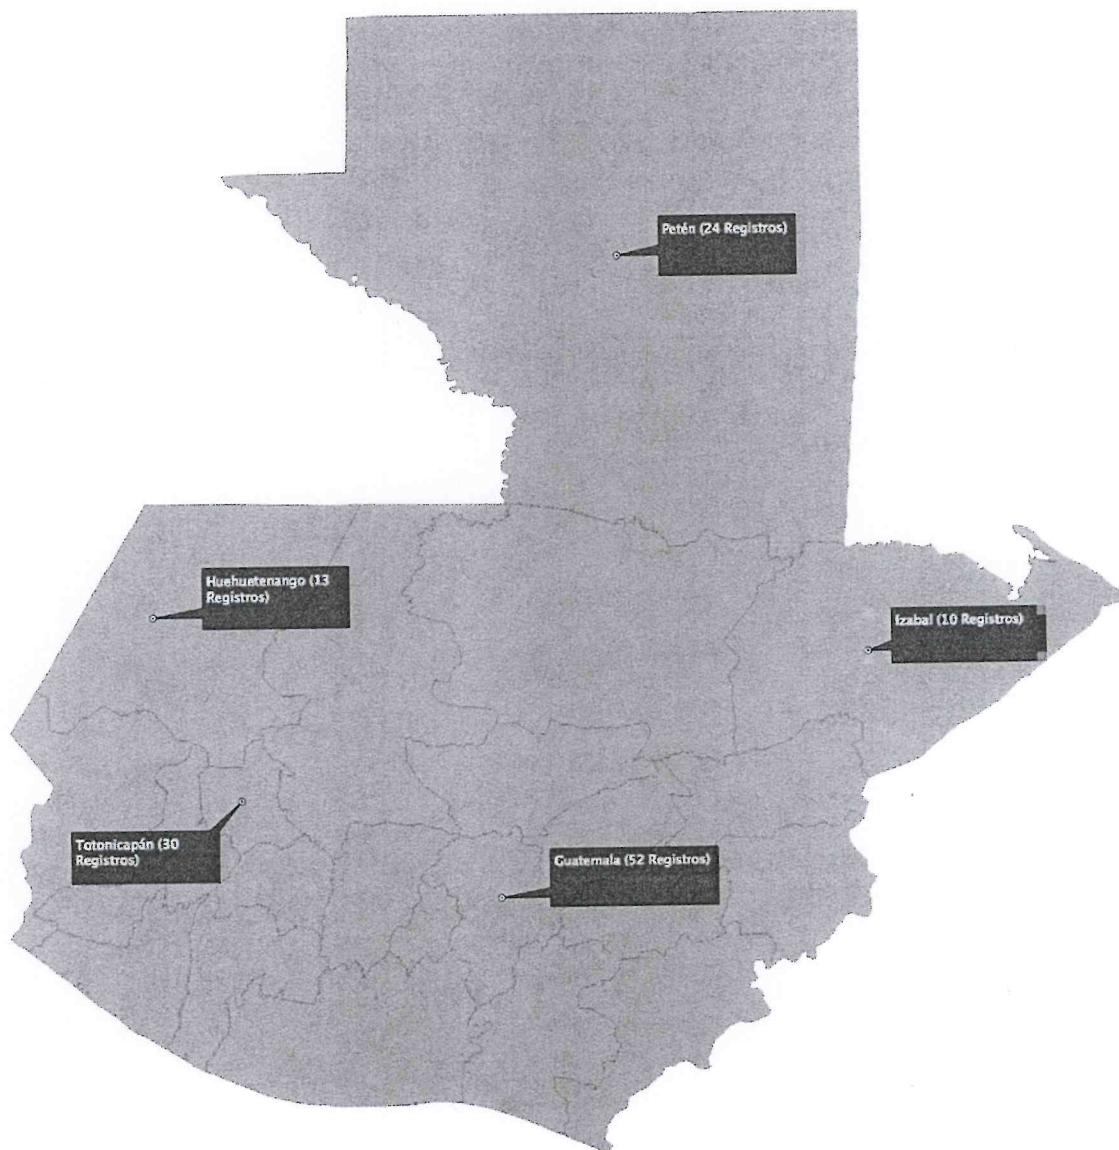 Petén (24 Registros)
Huehuetenango (13
Registros)
Izabal (10 Registros)
Totonicapán (30
Registros)
Guatemala (52 Registros)